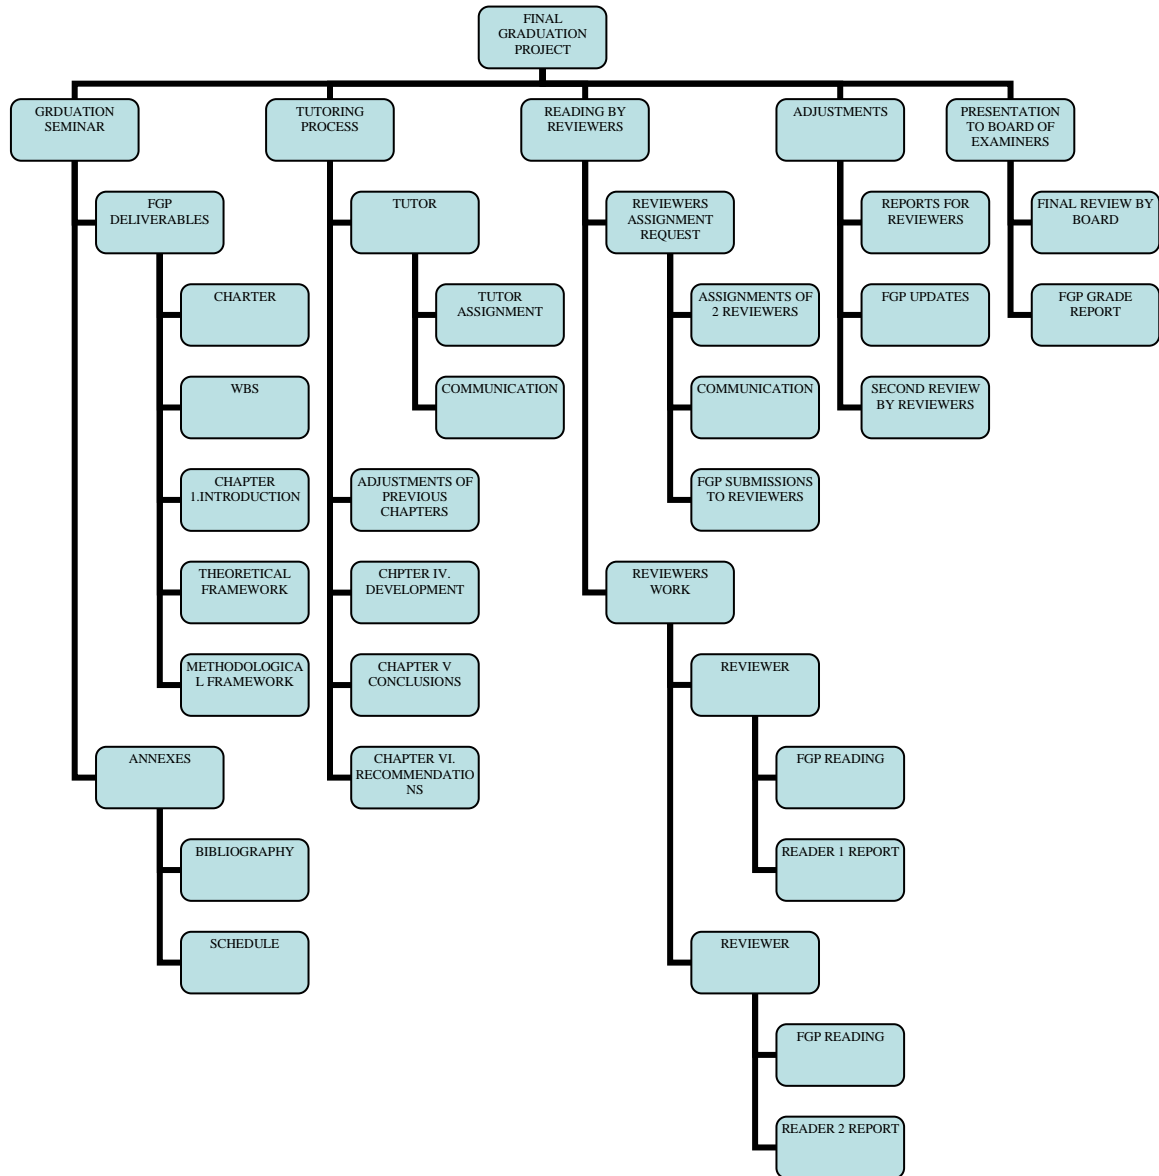 FINAL
GRADUATION
PROJECT
GRDUATION
SEMINAR
TUTORING
PROCESS
READING BY
REVIEWERS
ADJUSTMENTS
PRESENTATION
TO BOARD OF
EXAMINERS
FGP
DELIVERABLES
CHARTER
WBS
CHAPTER
1.INTRODUCTION
THEORETICAL
FRAMEWORK
METHODOLOGICA
L FRAMEWORK
ANNEXES
BIBLIOGRAPHY
SCHEDULE
TUTOR
TUTOR
ASSIGNMENT
COMMUNICATION
ADJUSTMENTS OF
PREVIOUS
CHAPTERS
CHPTER IV.
DEVELOPMENT
CHAPTER V
CONCLUSIONS
CHAPTER VI.
RECOMMENDATIO
NS
REVIEWERS
ASSIGNMENT
REQUEST
ASSIGNMENTS OF
2 REVIEWERS
COMMUNICATION
FGP SUBMISSIONS
TO REVIEWERS
REVIEWERS
WORK
REVIEWER
FGP READING
READER 1 REPORT
REVIEWER
FGP READING
READER 2 REPORT
REPORTS FOR
REVIEWERS
FGP UPDATES
SECOND REVIEW
BY REVIEWERS
FINAL REVIEW BY
BOARD
FGP GRADE
REPORT